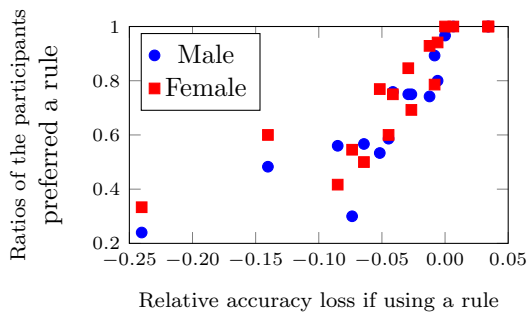 Ratios of the participants
preferred a rule
1
0.8
0.6
0.4
0.2
Male
Female
−0.25
−0.20
−0.15
−0.10
−0.05
0.00
0.05
Relative accuracy loss if using a rule